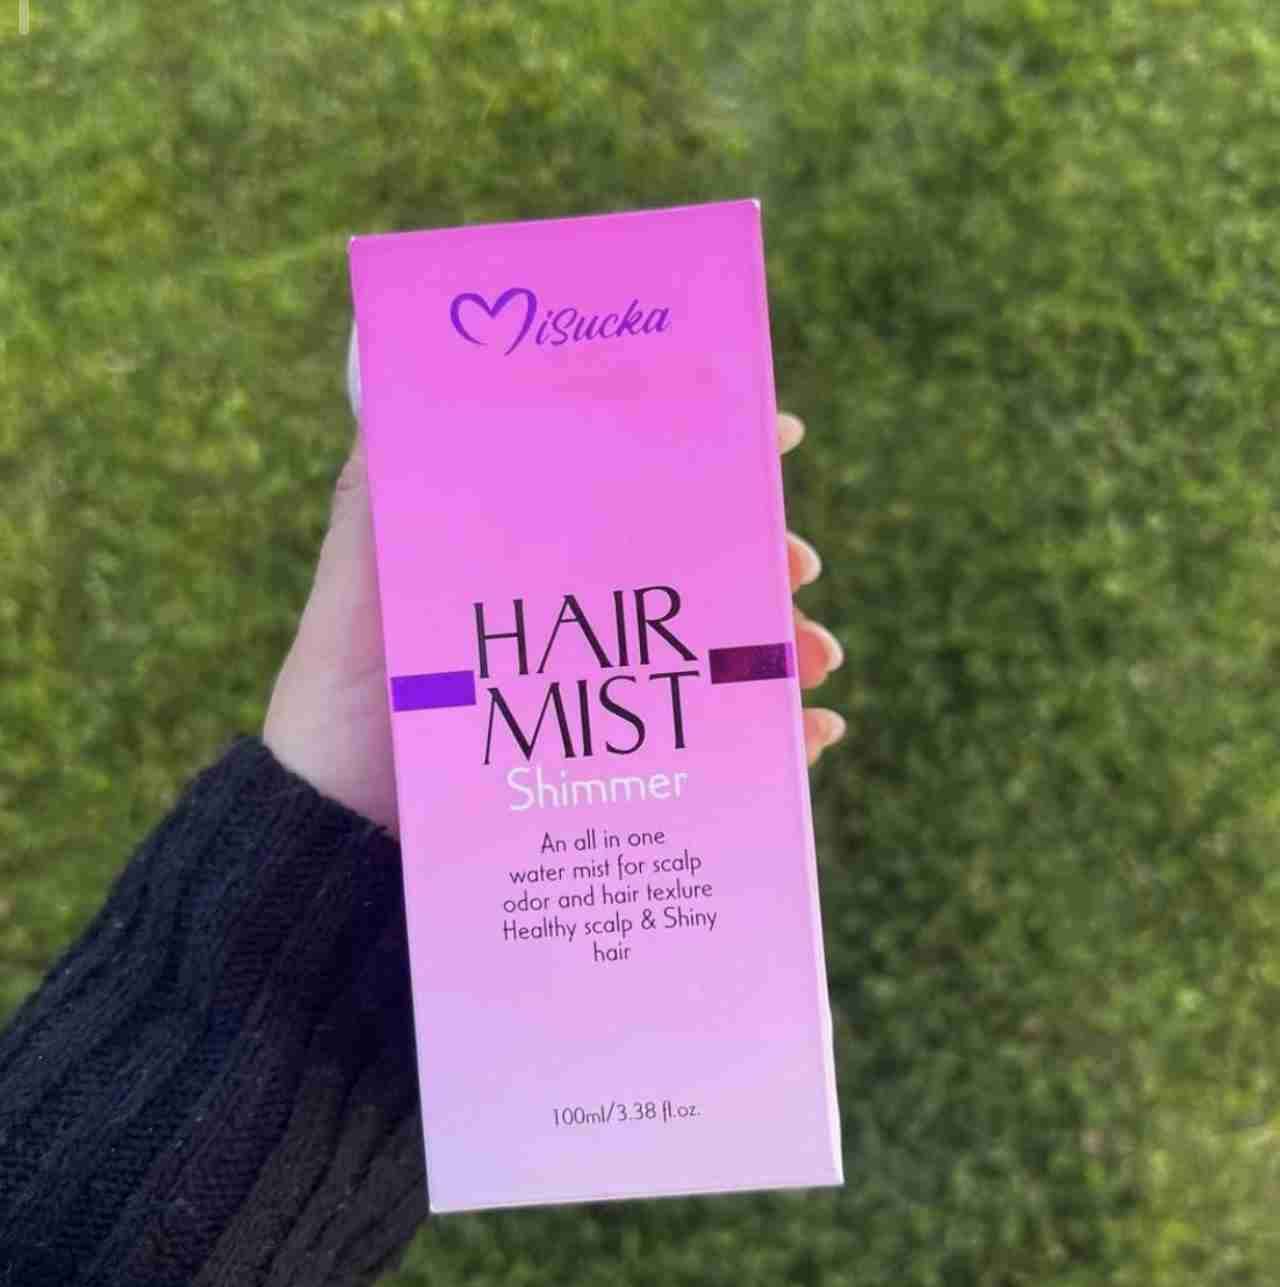 MiSucka
HAIR
MIST
Shimmer
An all in one
water mist for scalp
odor and hair texlure
Healthy scalp & Shiny
hair
100ml/3.38 fl.oz.